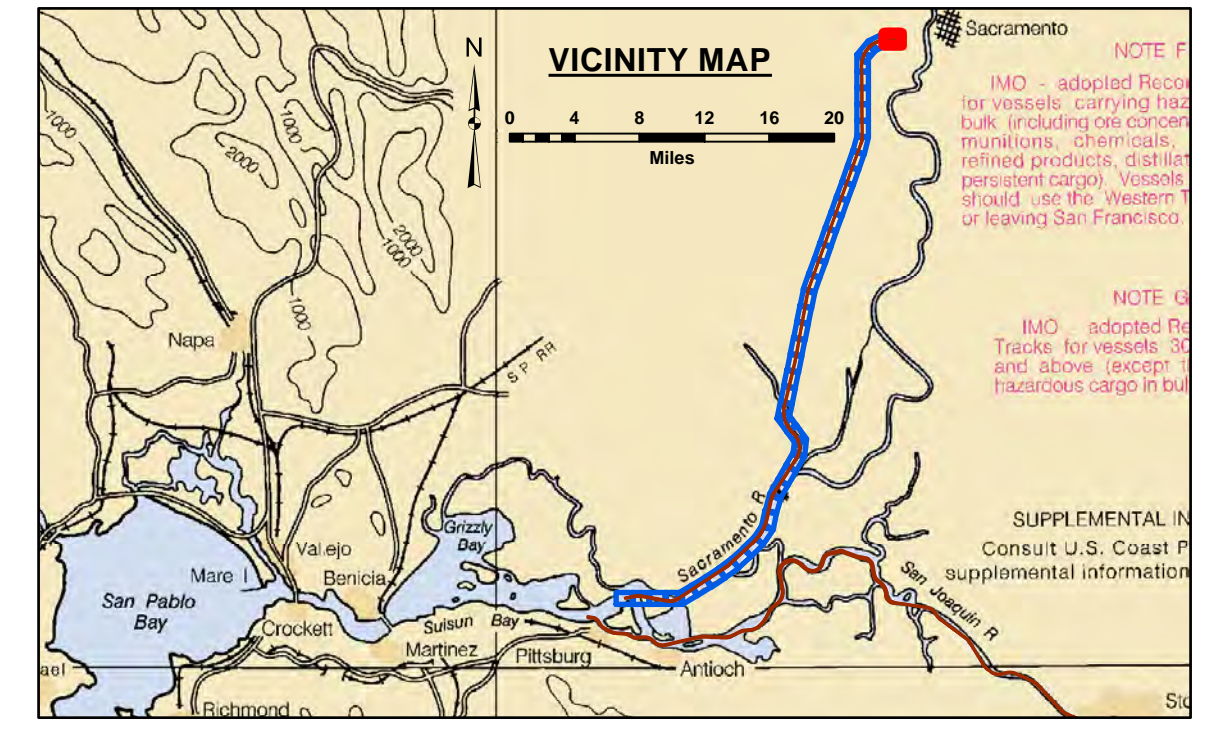 VICINITY MAP
N
0 4 8 12 16 20
Miles
Sacramento
NOTE F
IMO - adopted Recor
for vessels carrying haz
bulk (including ore concen
munitions, chemicals,
refined products, distillat
persistent cargo). Vessels
should use the Western T
or leaving San Francisco.
NOTE G
IMO - adopted Re
Tracks for vessels 30
and above (except t
hazardous cargo in bul
SUPPLEMENTAL IN
Consult U.S. Coast P
supplemental information
1000
2000
1000
2000
1000
1000
Napa
S P RR
Grizzly
Bay
Sacramento R
San Joaquin R
Vallejo
Mare I
Benicia
San Pablo
Bay
Crockett
Suisun Bay
Martinez
Pittsburg
Antioch
ael
Richmond
Sto